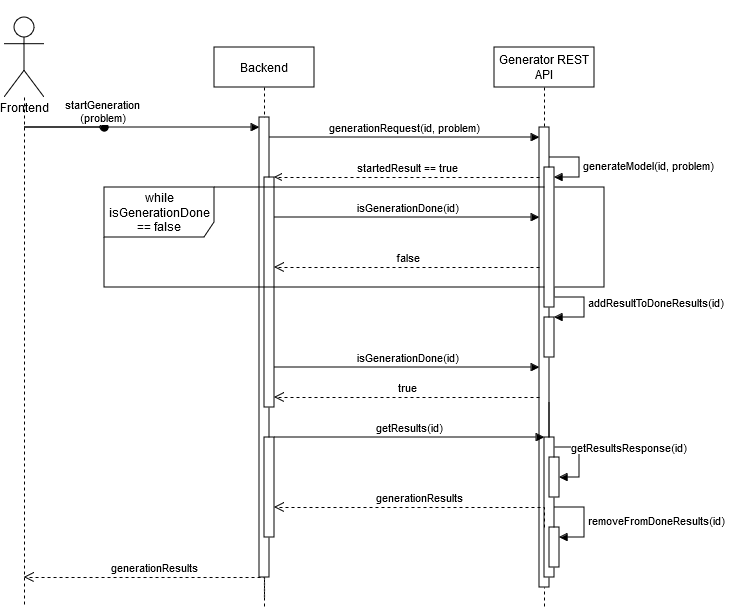 Backend
Generator REST
API
Frontend
startGeneration
(problem)
generationRequest(id, problem)
generateModel(id, problem)
startedResult == true
while
isGenerationDone
== false
isGenerationDone(id)
false
addResultToDoneResults(id)
isGenerationDone(id)
true
getResults(id)
getResultsResponse(id)
generationResults
removeFromDoneResults(id)
generationResults